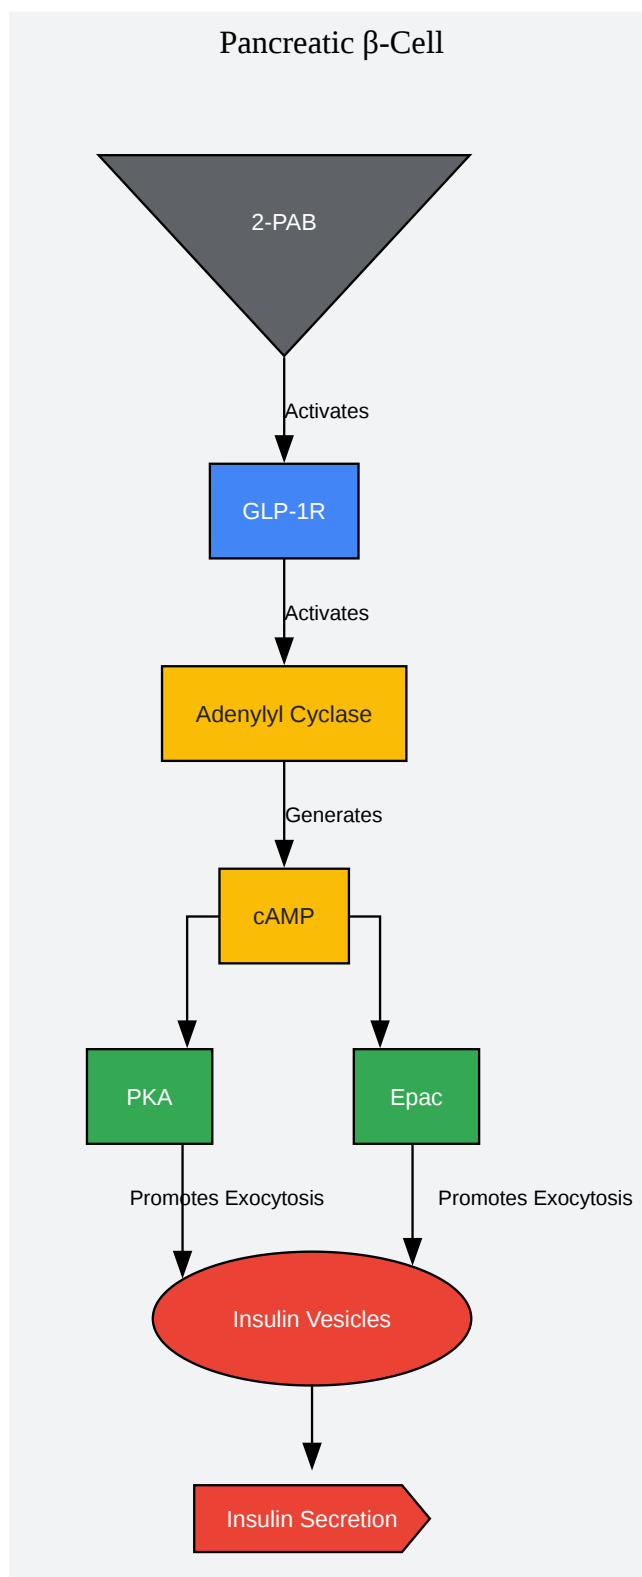 Pancreatic β-Cell
2-PAB
Activates
GLP-1R
Activates
Adenylyl Cyclase
Generates
cAMP
PKA
Epac
Promotes Exocytosis
Promotes Exocytosis
Insulin Vesicles
Insulin Secretion